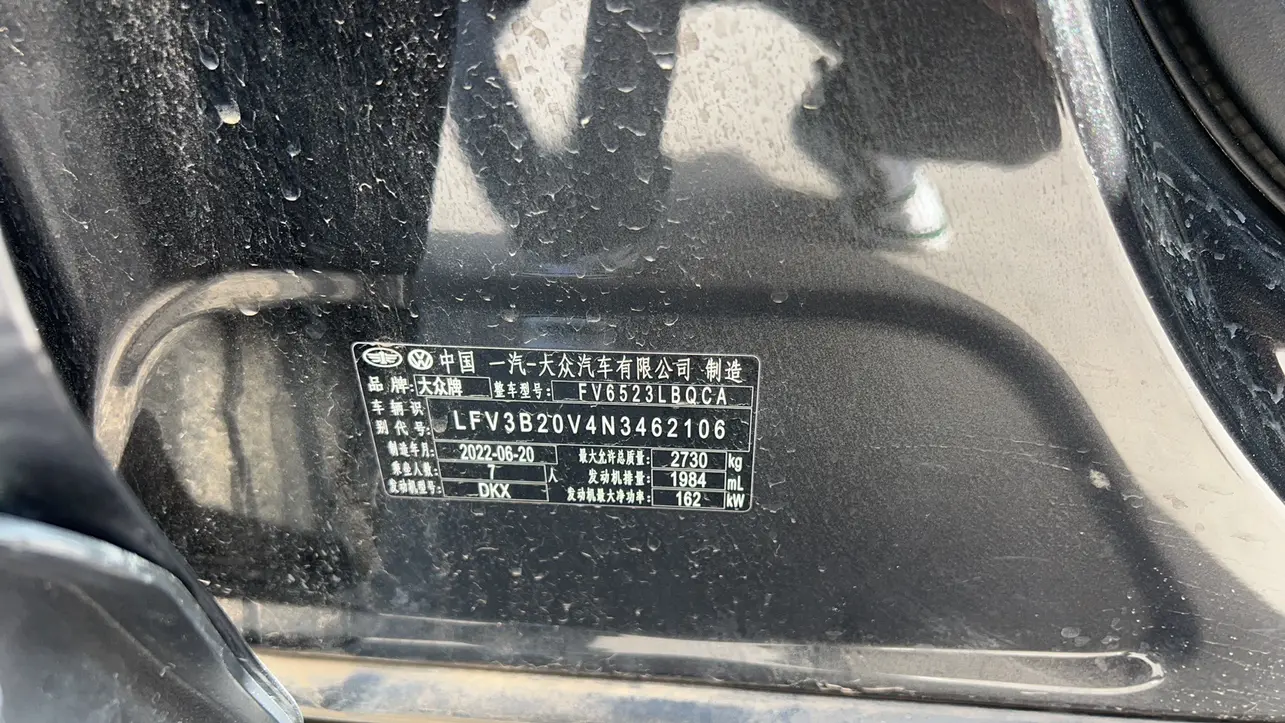 中国 一汽-大众汽车有限公司 制造
品牌: 大众牌 整车型号: FV6523LBQCA
车辆识别代号: LFV3B20V4N3462106
制造年月: 2022-06-20 最大允许总质量: 2730 kg
乘坐人数: 7 人 发动机排量: 1984 mL
发动机型号: DKX 发动机最大净功率: 162 kW